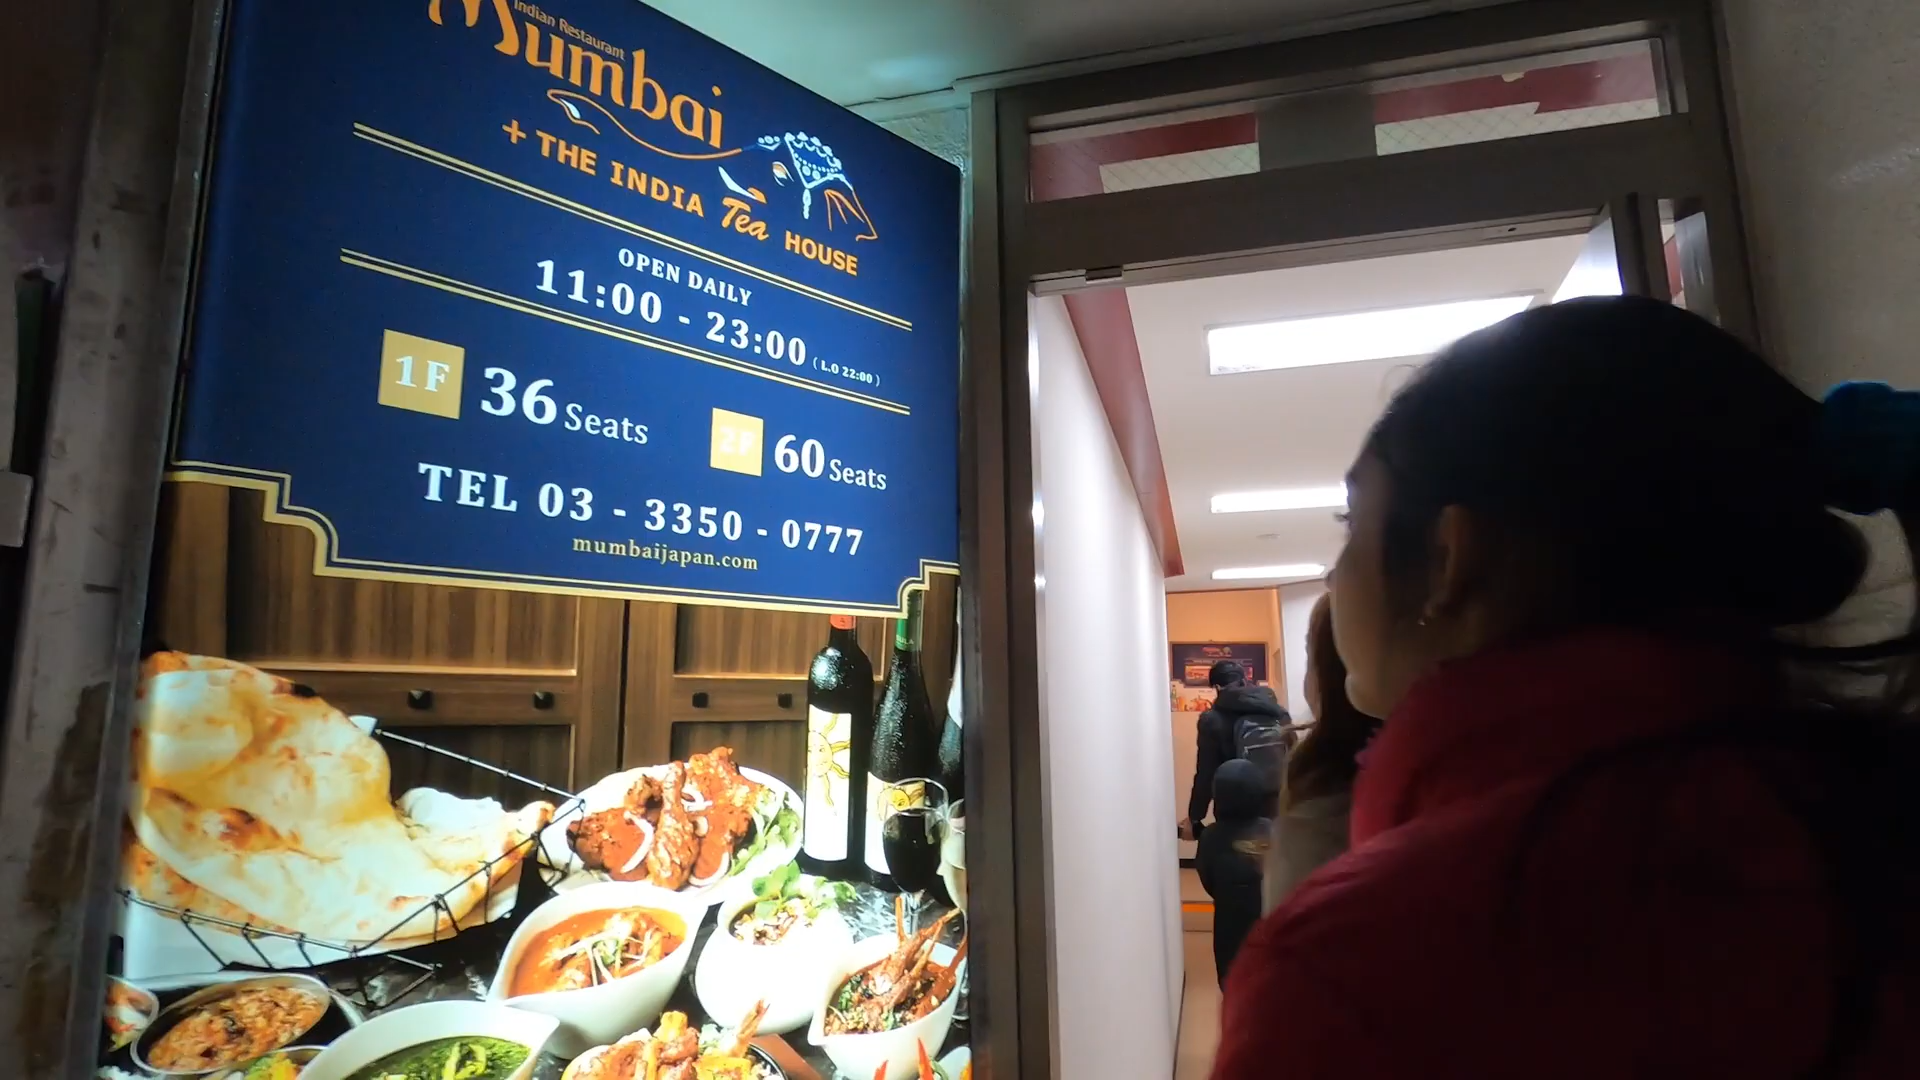 Indian Restaurant
Mumbai
+ THE INDIA Tea HOUSE
OPEN DAILY
11:00 - 23:00 ( L.O 22:00 )
1F 36 Seats
2F 60 Seats
TEL 03 - 3350 - 0777
mumbaijapan.com